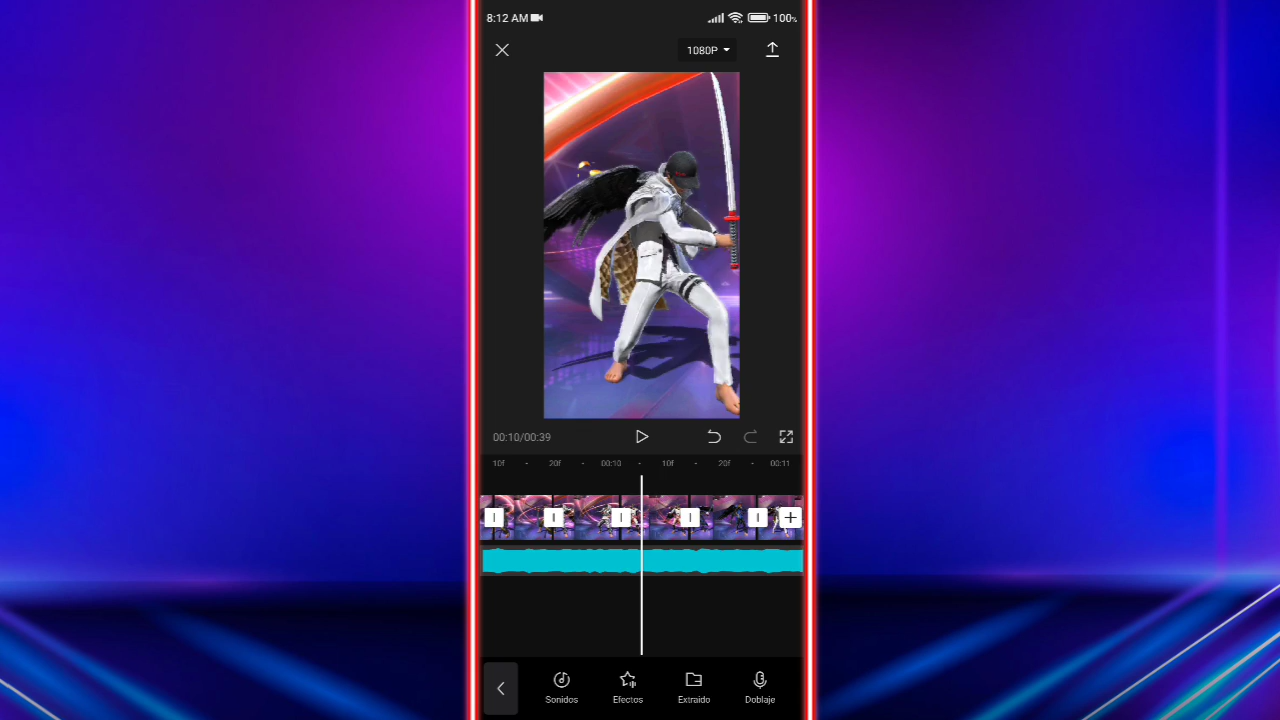 8:12 AM 100%
1080P
00:10/00:39
10f 20f 00:10 10f 20f 00:11
Sonidos Efectos Extraido Doblaje